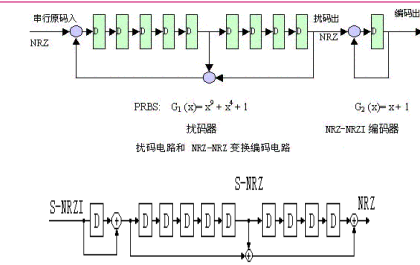 串行原码入
扰码出
编码出
NRZ
D D D D D D D D D
NRZ
D
PRBS: G₁(x)=x⁹+x⁴+1
G₂(x)=x+1
扰码器
NRZ-NRZI 编码器
扰码电路和 NRZ-NRZ 变换编码电路
S-NRZ
S-NRZI
NRZ
D D D D D D D D D D